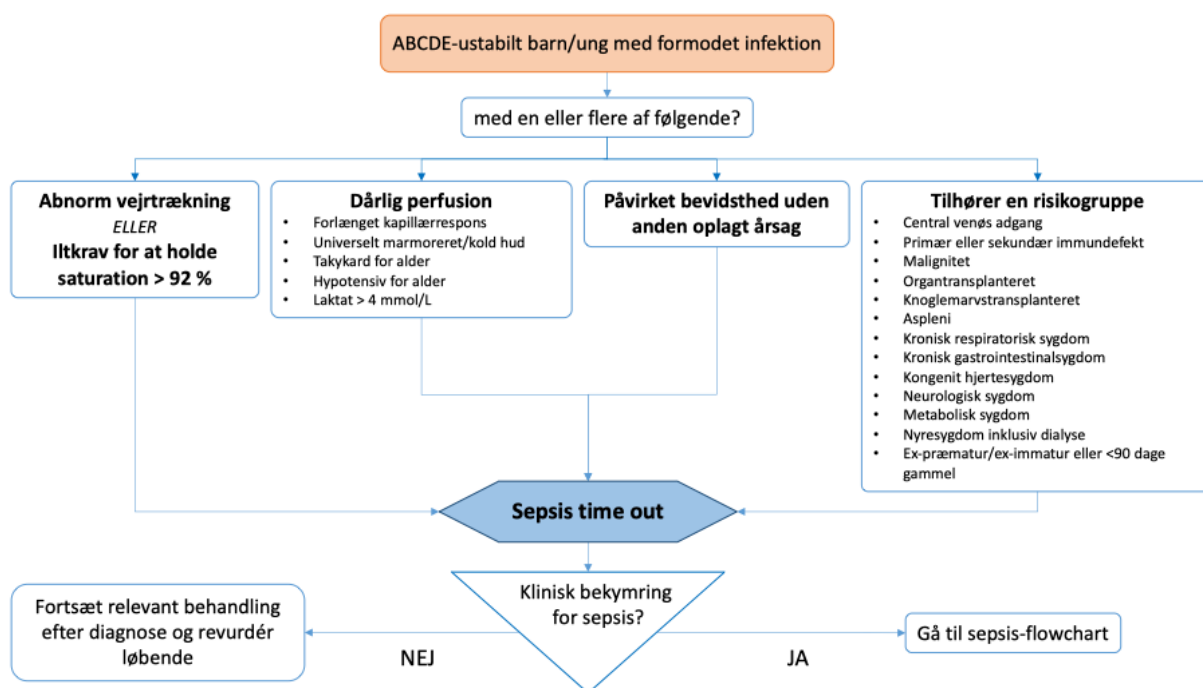 ABCDE-ustabilt barn/ung med formodet infektion
med en eller flere af følgende?
Abnorm vejrtrækning
ELLER
Iltkrav for at holde
saturation > 92 %
Dårlig perfusion
• Forlænget kapillærrespons
• Universelt marmoreret/kold hud
• Takykard for alder
• Hypotensiv for alder
• Laktat > 4 mmol/L
Påvirket bevidsthed uden
anden oplagt årsag
Tilhører en risikogruppe
• Central venøs adgang
• Primær eller sekundær immundefekt
• Malignitet
• Organtransplanteret
• Knoglemarvstransplanteret
• Aspleni
• Kronisk respiratorisk sygdom
• Kronisk gastrointestinalsygdom
• Kongenit hjertesygdom
• Neurologisk sygdom
• Metabolisk sygdom
• Nyresygdom inklusiv dialyse
• Ex-præmatur/ex-immatur eller <90 dage
gammel
Sepsis time out
Klinisk bekymring
for sepsis?
Fortsæt relevant behandling
efter diagnose og revurdér
løbende
NEJ
JA
Gå til sepsis-flowchart